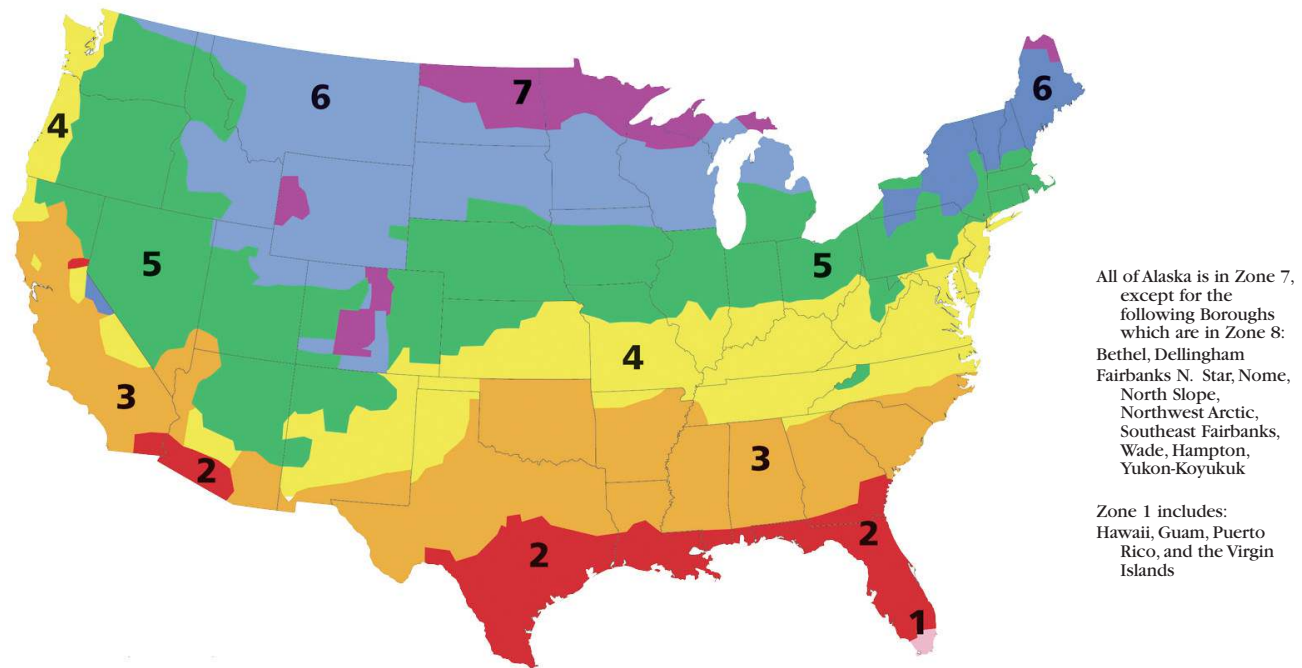 6
7
6
4
5
5
4
3
3
2
2
2
1
All of Alaska is in Zone 7,
except for the
following Boroughs
which are in Zone 8:
Bethel, Dellingham
Fairbanks N. Star, Nome,
North Slope,
Northwest Arctic,
Southeast Fairbanks,
Wade, Hampton,
Yukon-Koyukuk
Zone 1 includes:
Hawaii, Guam, Puerto
Rico, and the Virgin
Islands